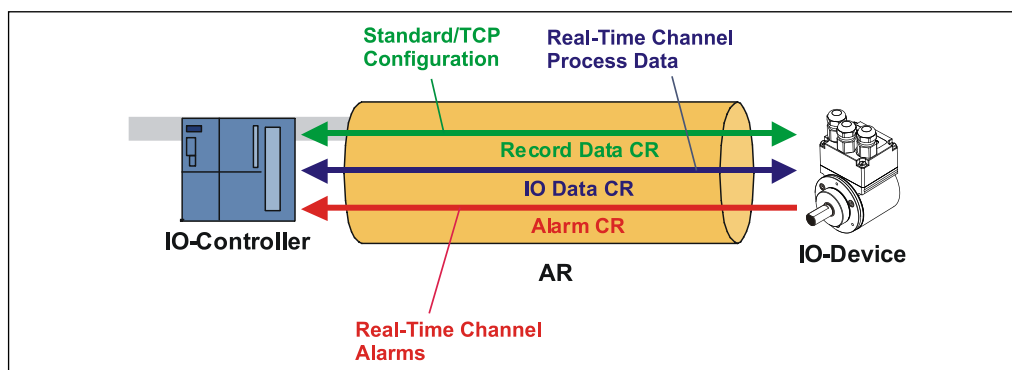 Standard/TCP
Configuration
Real-Time Channel
Process Data
Record Data CR
IO Data CR
Alarm CR
IO-Controller
IO-Device
AR
Real-Time Channel
Alarms